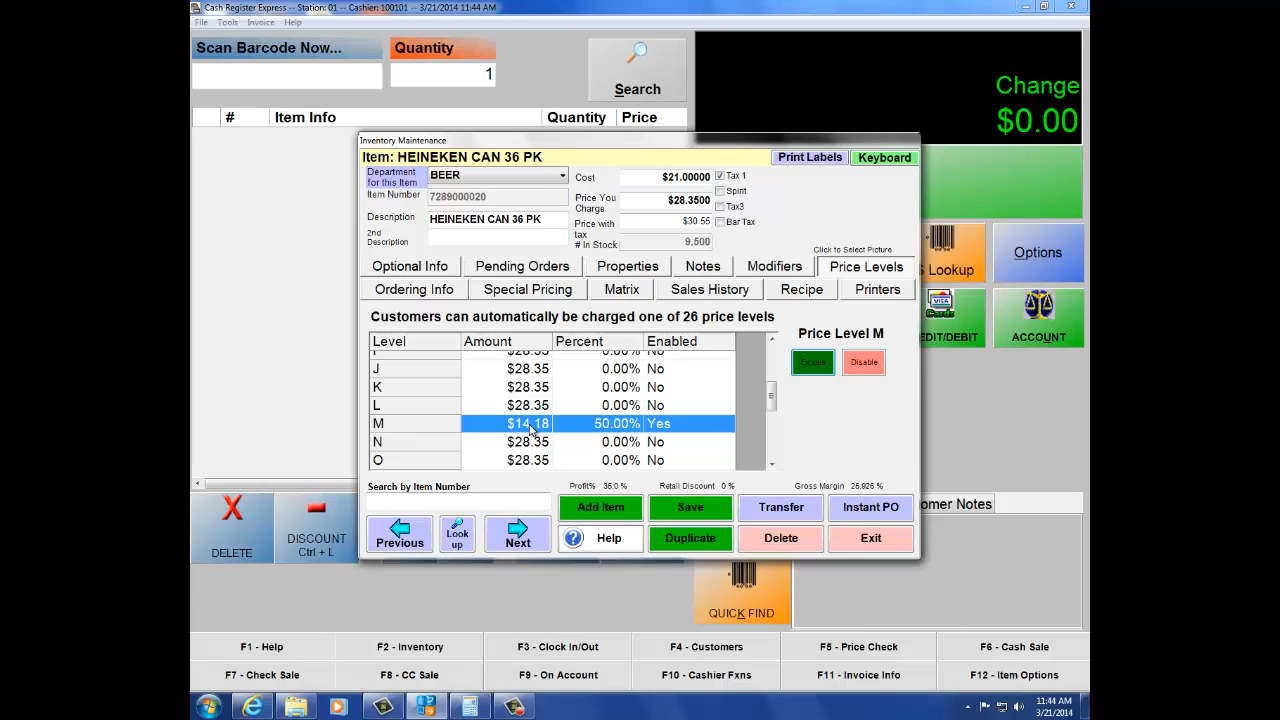 Cash Register Express -- Station: 01 -- Cashier: 100101 -- 3/21/2014 11:44 AM
File Tools Invoice Help
Scan Barcode Now...
Quantity
1
Search
Change
$0.00
# Item Info Quantity Price
Inventory Maintenance
Item: HEINEKEN CAN 36 PK
Print Labels
Keyboard
Department for this Item
BEER
Item Number
7289000020
Description
HEINEKEN CAN 36 PK
2nd Description
Cost
$21.00000
Price You Charge
$28.3500
Price with tax
$30.55
# In Stock
9.500
Tax 1
Spirit
Tax3
Bar Tax
Click to Select Picture
Optional Info Pending Orders Properties Notes Modifiers Price Levels
Ordering Info Special Pricing Matrix Sales History Recipe Printers
Customers can automatically be charged one of 26 price levels
Level Amount Percent Enabled
J $28.35 0.00% No
K $28.35 0.00% No
L $28.35 0.00% No
M $14.18 50.00% Yes
N $28.35 0.00% No
O $28.35 0.00% No
Price Level M
Enable
Disable
Search by Item Number
Profit% 35.0 %
Retail Discount 0 %
Gross Margin 25.926 %
Add Item Save Transfer Instant PO
Previous
Look up
Next
Help Duplicate Delete Exit
Lookup
Options
EDIT/DEBIT
ACCOUNT
DELETE
DISCOUNT
Ctrl + L
omer Notes
QUICK FIND
F1 - Help F2 - Inventory F3 - Clock In/Out F4 - Customers F5 - Price Check F6 - Cash Sale
F7 - Check Sale F8 - CC Sale F9 - On Account F10 - Cashier Fxns F11 - Invoice Info F12 - Item Options
11:44 AM
3/21/2014